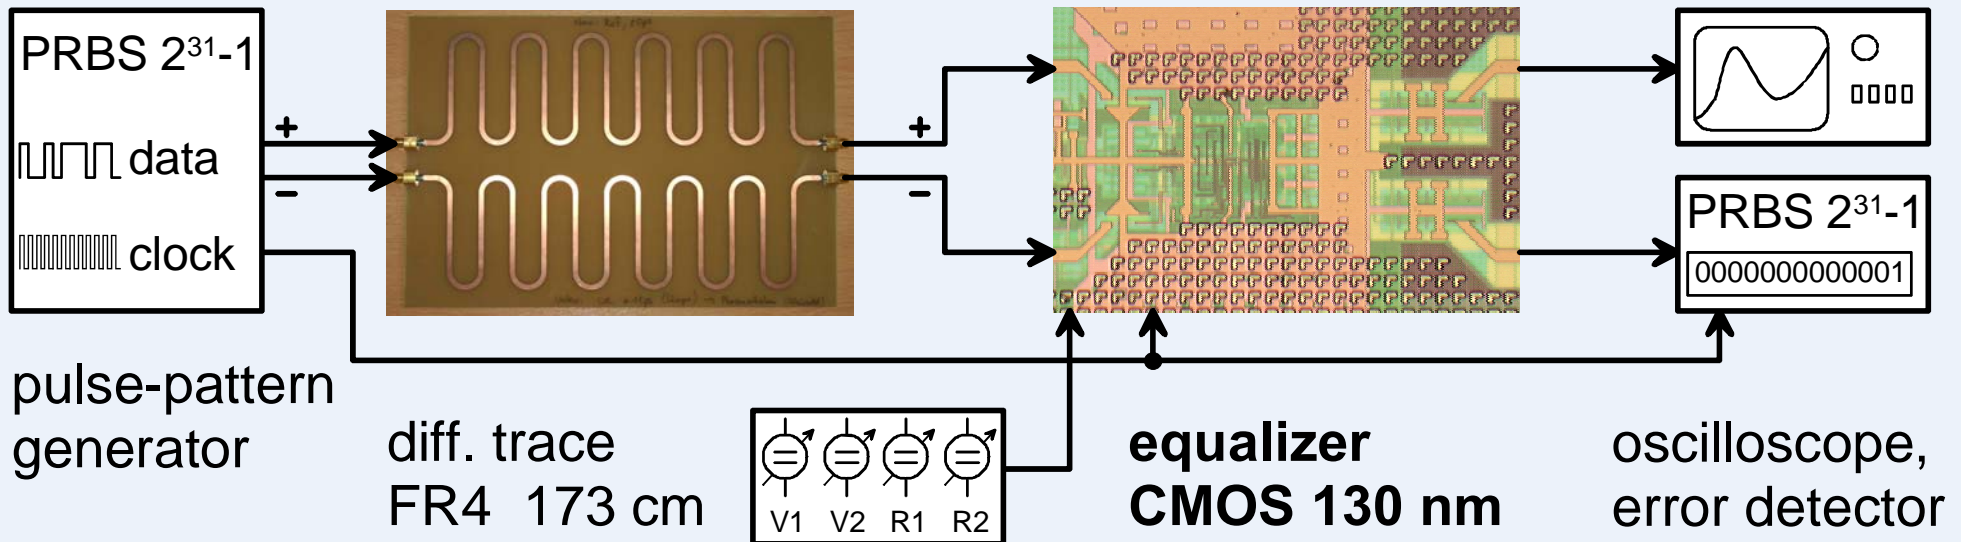 PRBS 2³¹-1
data
clock
+
-
+
-
PRBS 2³¹-1
0000000000001
pulse-pattern
generator
diff. trace
FR4 173 cm
V1 V2 R1 R2
equalizer
CMOS 130 nm
oscilloscope,
error detector